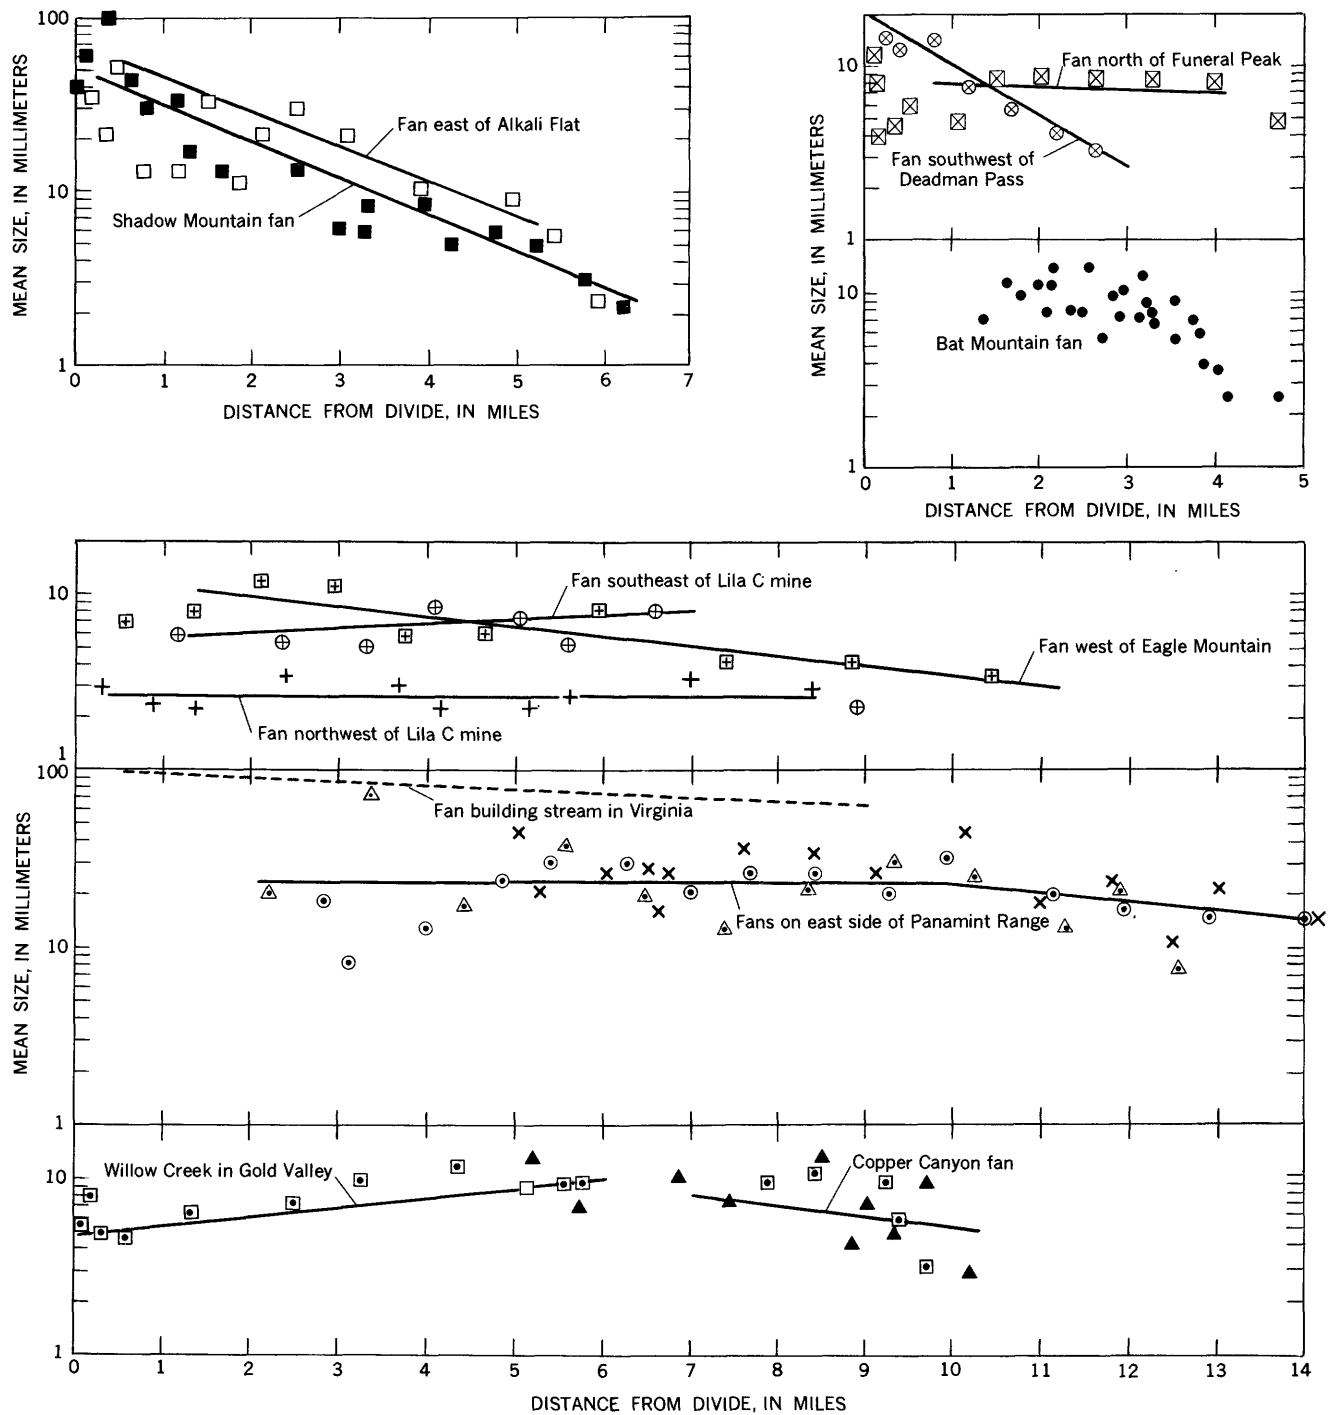 100
10
1
MEAN SIZE, IN MILLIMETERS
Fan east of Alkali Flat
Shadow Mountain fan
0 1 2 3 4 5 6 7
DISTANCE FROM DIVIDE, IN MILES
10
1
10
1
MEAN SIZE, IN MILLIMETERS
Fan north of Funeral Peak
Fan southwest of
Deadman Pass
Bat Mountain fan
0 1 2 3 4 5
DISTANCE FROM DIVIDE, IN MILES
10
1
100
10
1
10
1
MEAN SIZE, IN MILLIMETERS
Fan southeast of Lila C mine
Fan west of Eagle Mountain
Fan northwest of Lila C mine
Fan building stream in Virginia
Fans on east side of Panamint Range
Willow Creek in Gold Valley
Copper Canyon fan
0 1 2 3 4 5 6 7 8 9 10 11 12 13 14
DISTANCE FROM DIVIDE, IN MILES